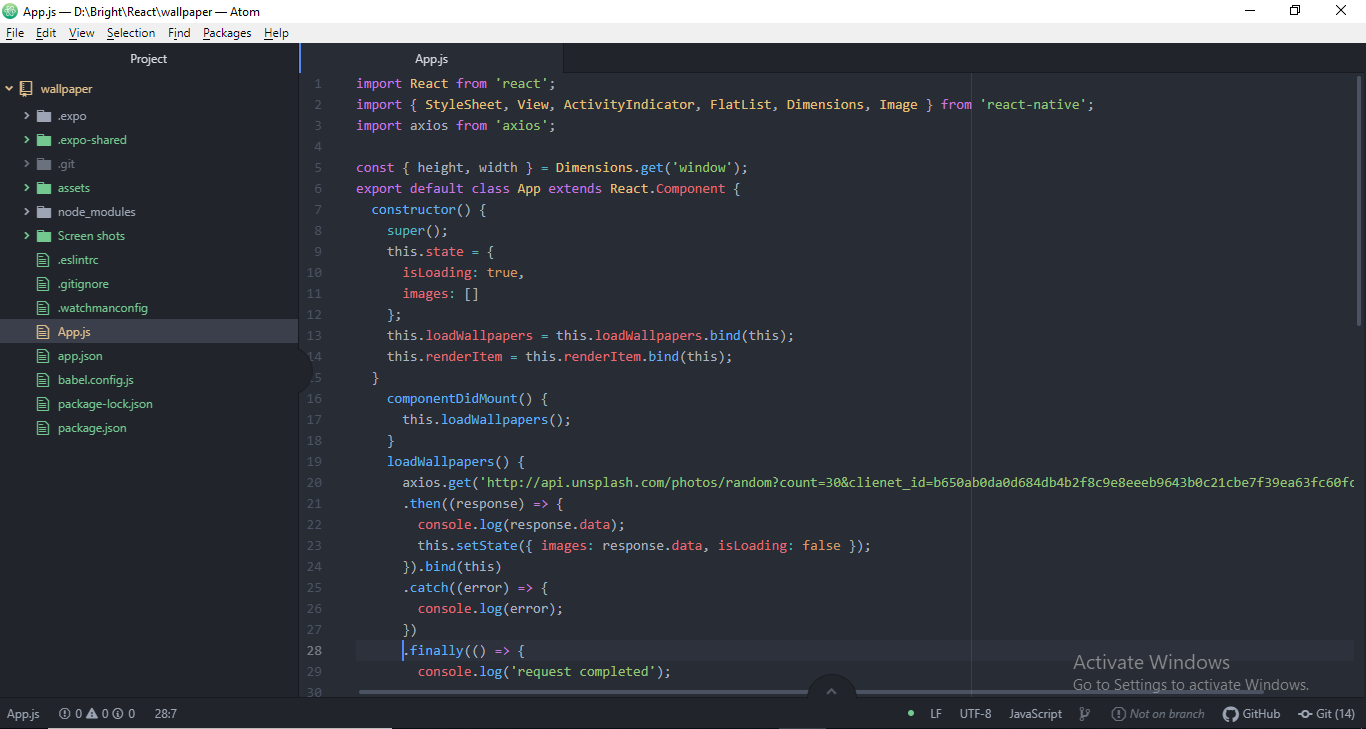 App.js — D:\Bright\React\wallpaper — Atom
File Edit View Selection Find Packages Help
Project
App.js
wallpaper
.expo
.expo-shared
.git
assets
node_modules
Screen shots
.eslintrc
.gitignore
.watchmanconfig
App.js
app.json
babel.config.js
package-lock.json
package.json
1 import React from 'react';
2 import { StyleSheet, View, ActivityIndicator, FlatList, Dimensions, Image } from 'react-native';
3 import axios from 'axios';
4
5 const { height, width } = Dimensions.get('window');
6 export default class App extends React.Component {
7 constructor() {
8 super();
9 this.state = {
10 isLoading: true,
11 images: []
12 };
13 this.loadWallpapers = this.loadWallpapers.bind(this);
14 this.renderItem = this.renderItem.bind(this);
15 }
16 componentDidMount() {
17 this.loadWallpapers();
18 }
19 loadWallpapers() {
20 axios.get('http://api.unsplash.com/photos/random?count=30&clienet_id=b650ab0da0d684db4b2f8c9e8eeeb9643b0c21cbe7f39ea63fc60fc
21 .then((response) => {
22 console.log(response.data);
23 this.setState({ images: response.data, isLoading: false });
24 }).bind(this)
25 .catch((error) => {
26 console.log(error);
27 })
28 .finally(() => {
29 console.log('request completed');
30
Activate Windows
Go to Settings to activate Windows.
App.js 0 0 0 28:7 LF UTF-8 JavaScript Not on branch GitHub Git (14)